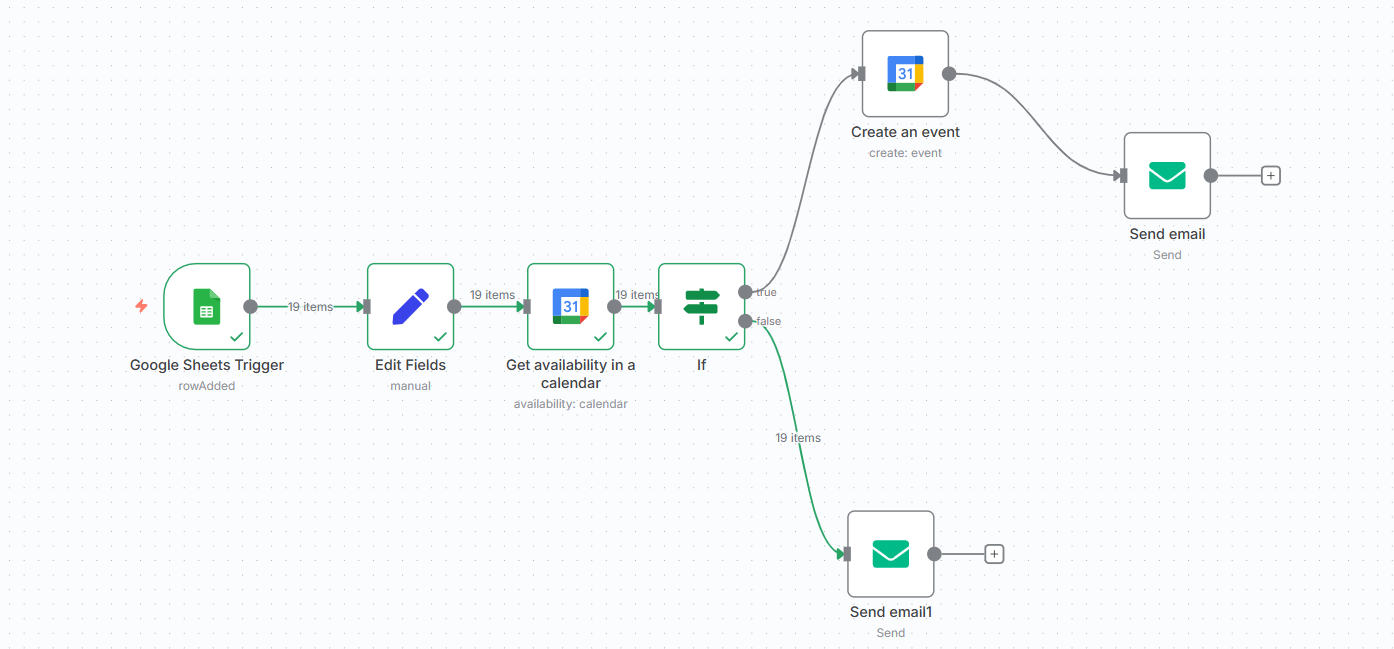 31
Create an event
create: event
Send email
Send
19 items
19 items
31
19 items
true
false
Google Sheets Trigger
rowAdded
Edit Fields
manual
Get availability in a
calendar
availability: calendar
If
19 items
Send email1
Send